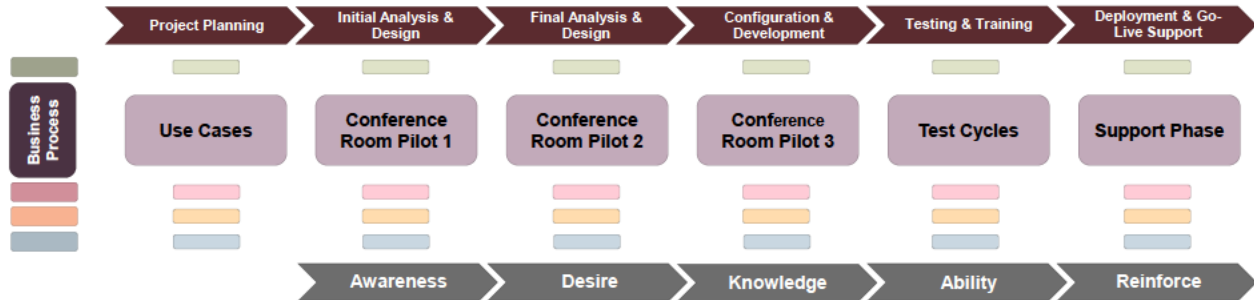 Project Planning
Initial Analysis &
Design
Final Analysis &
Design
Configuration &
Development
Testing & Training
Deployment & Go-
Live Support
Business
Process
Use Cases
Conference
Room Pilot 1
Conference
Room Pilot 2
Conference
Room Pilot 3
Test Cycles
Support Phase
Awareness
Desire
Knowledge
Ability
Reinforce